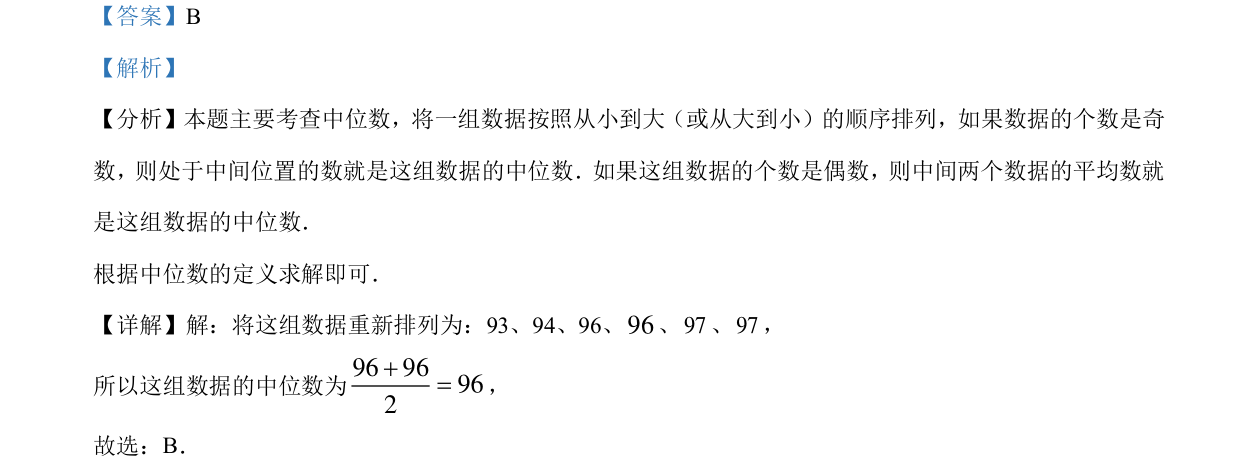 【答案】B
【解析】
【分析】本题主要考查中位数，将一组数据按照从小到大（或从大到小）的顺序排列，如果数据的个数是奇
数，则处于中间位置的数就是这组数据的中位数．如果这组数据的个数是偶数，则中间两个数据的平均数就
是这组数据的中位数．
根据中位数的定义求解即可．
【详解】解：将这组数据重新排列为：93、94、96、96、97、97，
所以这组数据的中位数为 \frac{96+96}{2}=96，
故选：B．